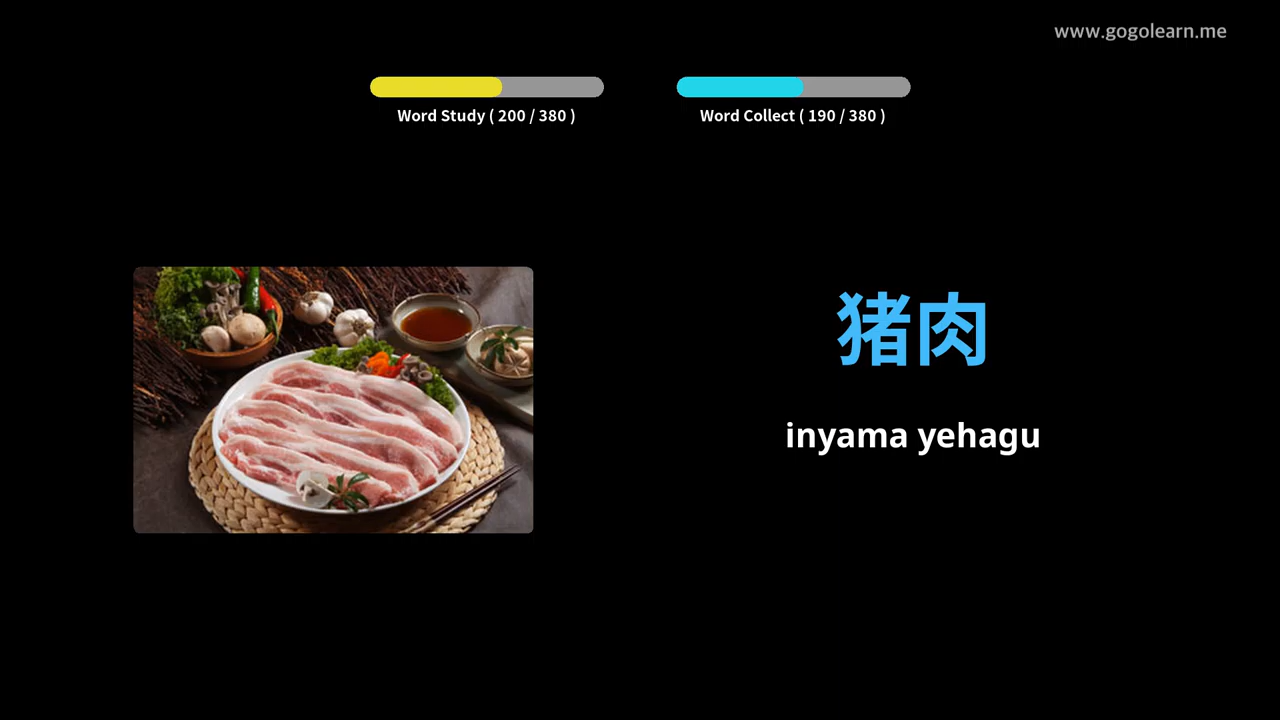 www.gogolearn.me
Word Study ( 200 / 380 )
Word Collect ( 190 / 380 )
猪肉
inyama yehagu